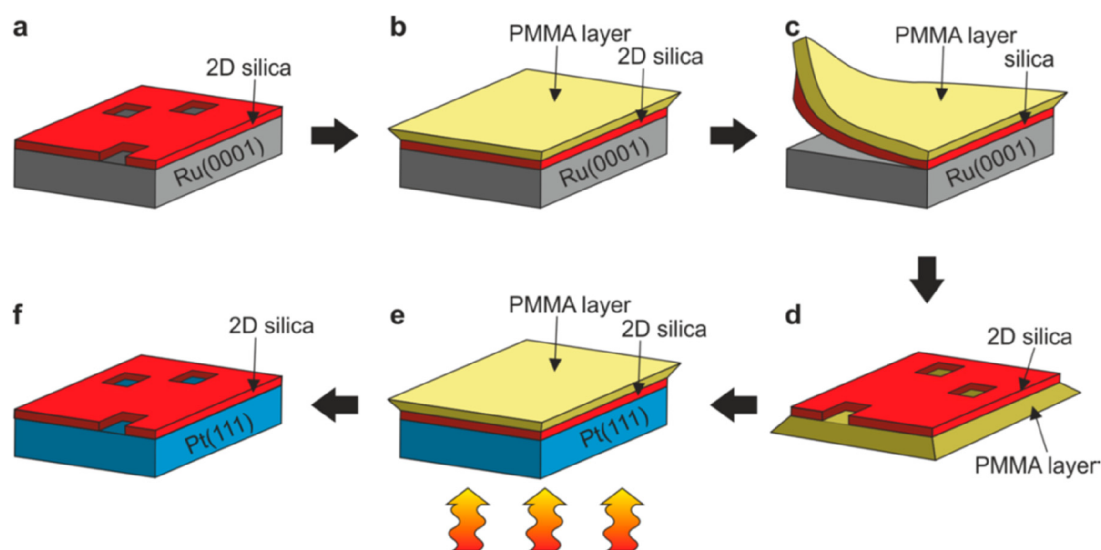 a
2D silica
Ru(0001)
b
PMMA layer
2D silica
Ru(0001)
c
PMMA layer
silica
Ru(0001)
f
2D silica
Pt(111)
e
PMMA layer
2D silica
Pt(111)
d
2D silica
PMMA layer